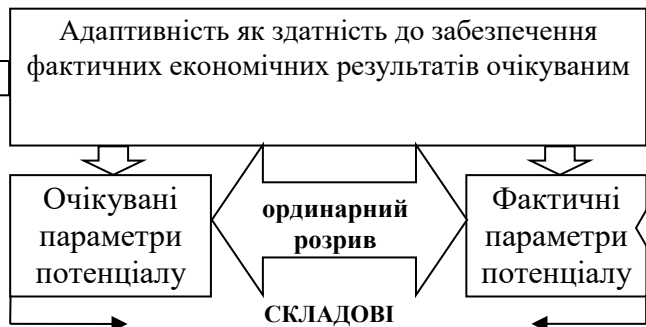 Адаптивність як здатність до забезпечення
фактичних економічних результатів очікуваним
Очікувані
параметри
потенціалу
ординарний
розрив
Фактичні
параметри
потенціалу
СКЛАДОВІ